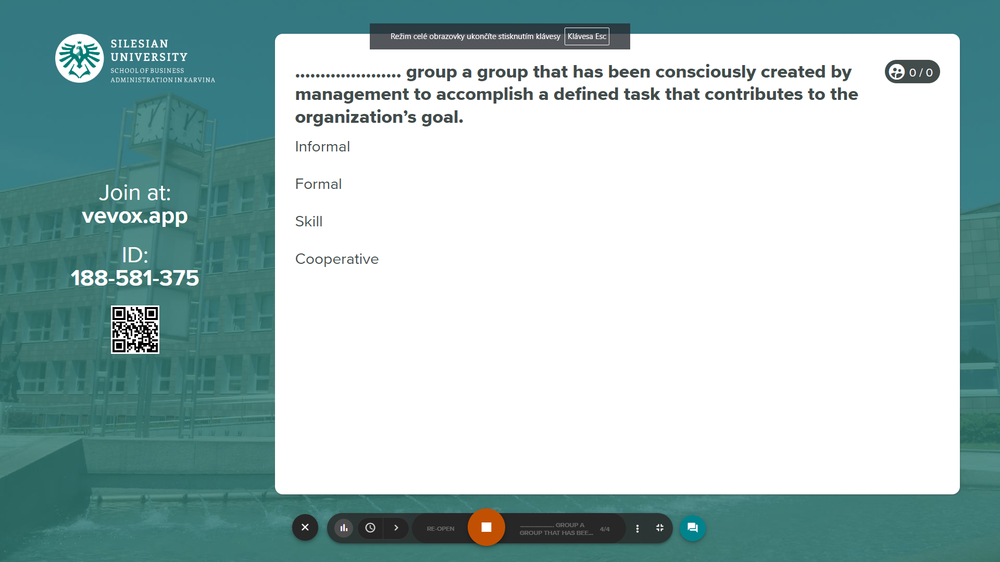 SILESIAN
UNIVERSITY
SCHOOL OF BUSINESS
ADMINISTRATION IN KARVINA
Join at:
vevox.app
ID:
188-581-375
Režim celé obrazovky ukončíte stisknutím klávesy Klávesa Esc
..................... group a group that has been consciously created by
management to accomplish a defined task that contributes to the
organization’s goal.
0 / 0
Informal
Formal
Skill
Cooperative
RE-OPEN
..................... GROUP A
GROUP THAT HAS BEE...
4/4